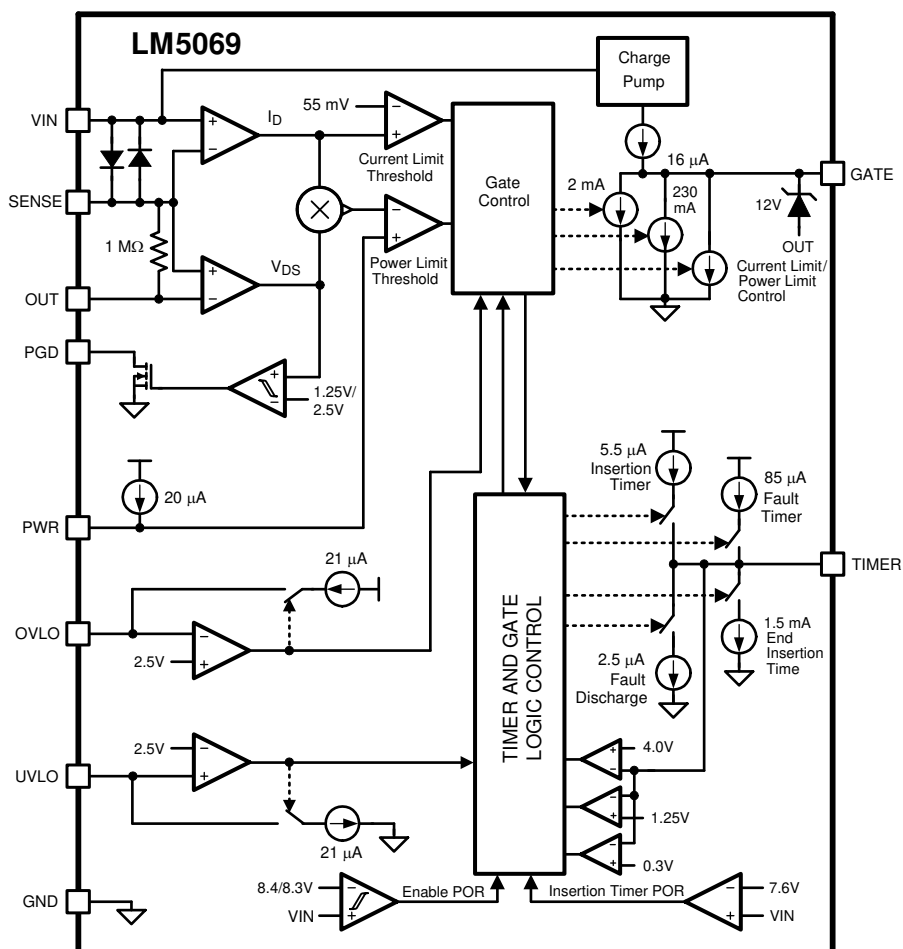 LM5069
Charge
Pump
VIN
I_D
55 mV
−
+
Current Limit
Threshold
16 μA
GATE
Gate
Control
2 mA
230
mA
12V
OUT
Current Limit/
Power Limit
Control
SENSE
1 MΩ
V_DS
−
+
Power Limit
Threshold
+
−
+
−
OUT
PGD
+
−
1.25V/
2.5V
5.5 μA
Insertion
Timer
85 μA
Fault
Timer
20 μA
PWR
TIMER AND GATE
LOGIC CONTROL
TIMER
21 μA
OVLO
−
2.5V
+
1.5 mA
End
Insertion
Time
2.5 μA
Fault
Discharge
2.5V
−
+
UVLO
21 μA
+
4.0V
−
−
+
1.25V
−
+
0.3V
8.4/8.3V
−
VIN
+
Enable POR
Insertion Timer POR
−
7.6V
+
VIN
GND